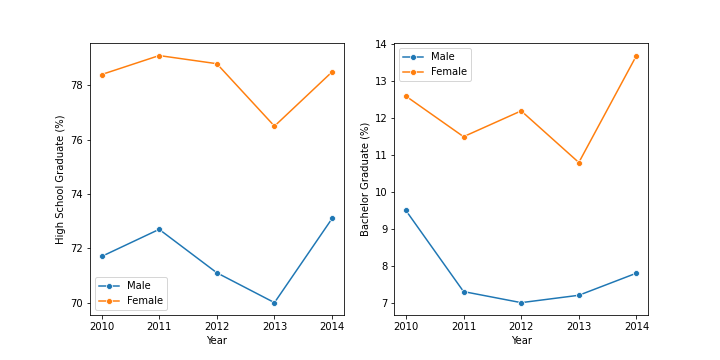 High School Graduate (%)
78
76
74
72
70
Male
Female
2010 2011 2012 2013 2014
Year
Bachelor Graduate (%)
14
13
12
11
10
9
8
7
Male
Female
2010 2011 2012 2013 2014
Year